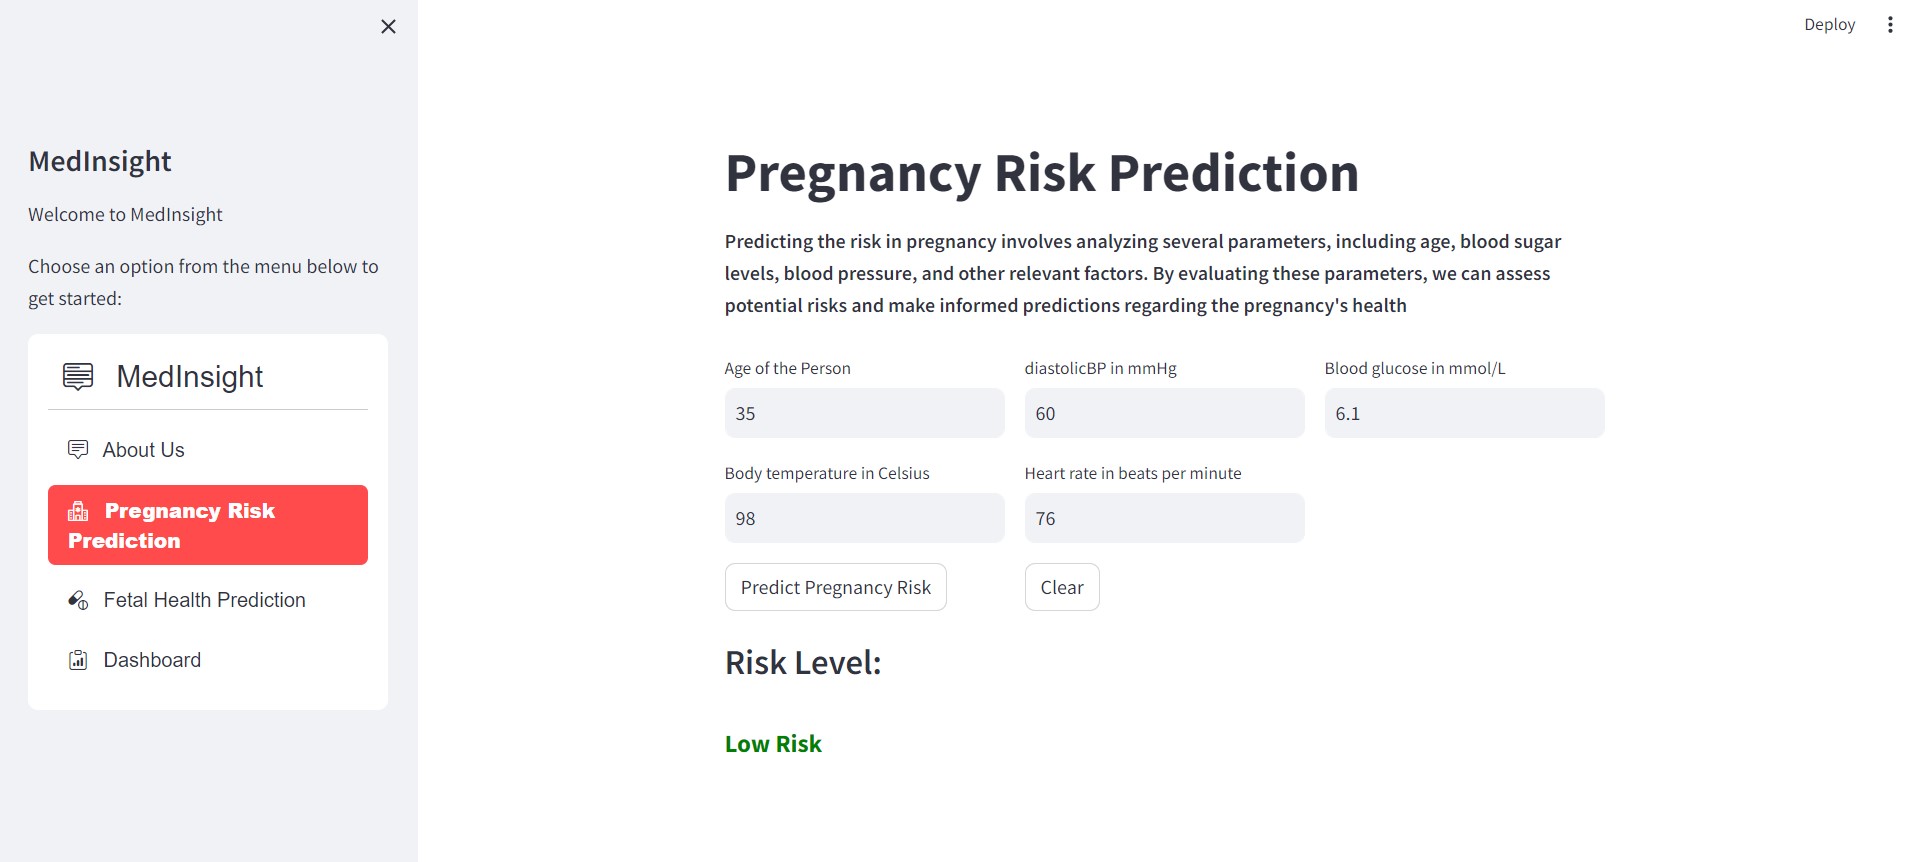 Deploy
MedInsight
Welcome to MedInsight
Choose an option from the menu below to
get started:
MedInsight
About Us
Pregnancy Risk
Prediction
Fetal Health Prediction
Dashboard
Pregnancy Risk Prediction
Predicting the risk in pregnancy involves analyzing several parameters, including age, blood sugar
levels, blood pressure, and other relevant factors. By evaluating these parameters, we can assess
potential risks and make informed predictions regarding the pregnancy's health
Age of the Person
35
diastolicBP in mmHg
60
Blood glucose in mmol/L
6.1
Body temperature in Celsius
98
Heart rate in beats per minute
76
Predict Pregnancy Risk
Clear
Risk Level:
Low Risk